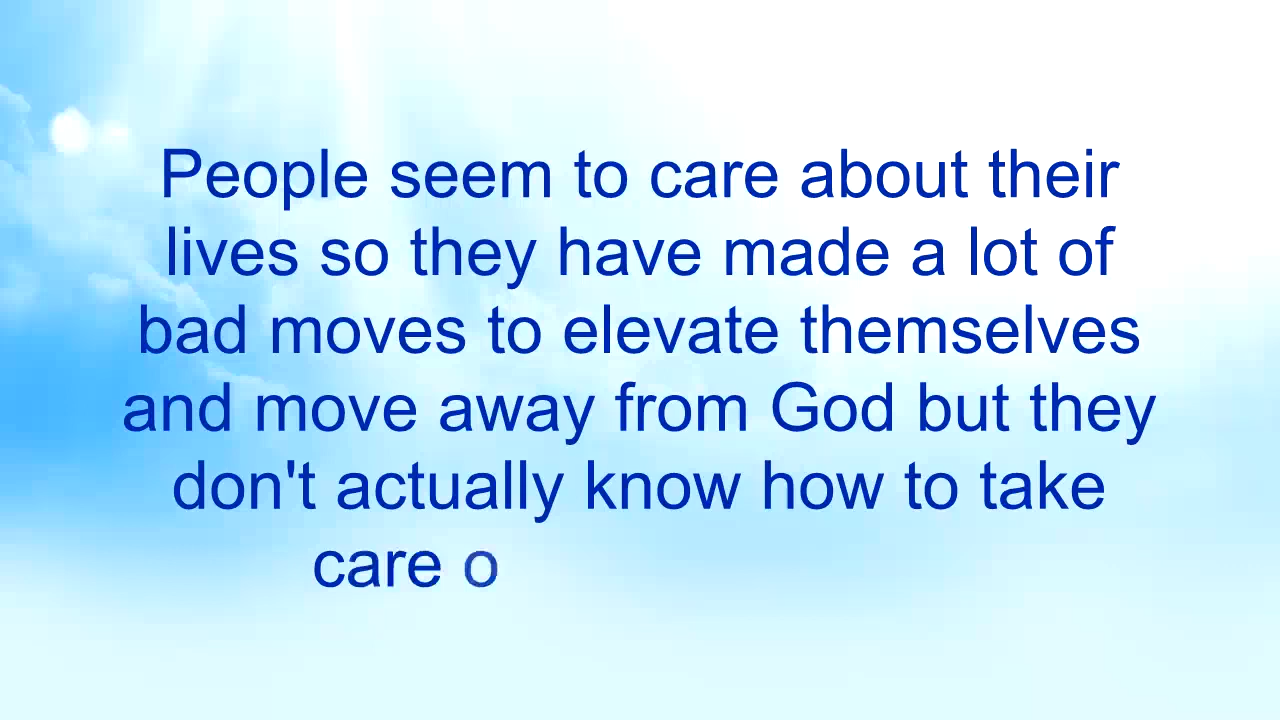 People seem to care about their
lives so they have made a lot of
bad moves to elevate themselves
and move away from God but they
don't actually know how to take
care o